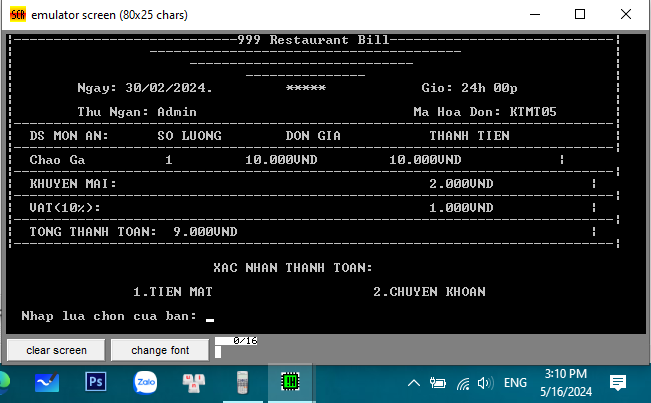 SCR emulator screen (80x25 chars)
999 Restaurant Bill
Ngay: 30/02/2024. ***** Gio: 24h 00p
Thu Ngan: Admin Ma Hoa Don: KTMT05
DS MON AN: SO LUONG DON GIA THANH TIEN
Chao Ga 1 10.000VND 10.000VND
KHUYEN MAI: 2.000VND
VAT(10%): 1.000VND
TONG THANH TOAN: 9.000VND
XAC NHAN THANH TOAN:
1.TIEN MAT 2.CHUYEN KHOAN
Nhap lua chon cua ban: _
clear screen change font 0/16
Ps Zalo ENG 3:10 PM
5/16/2024